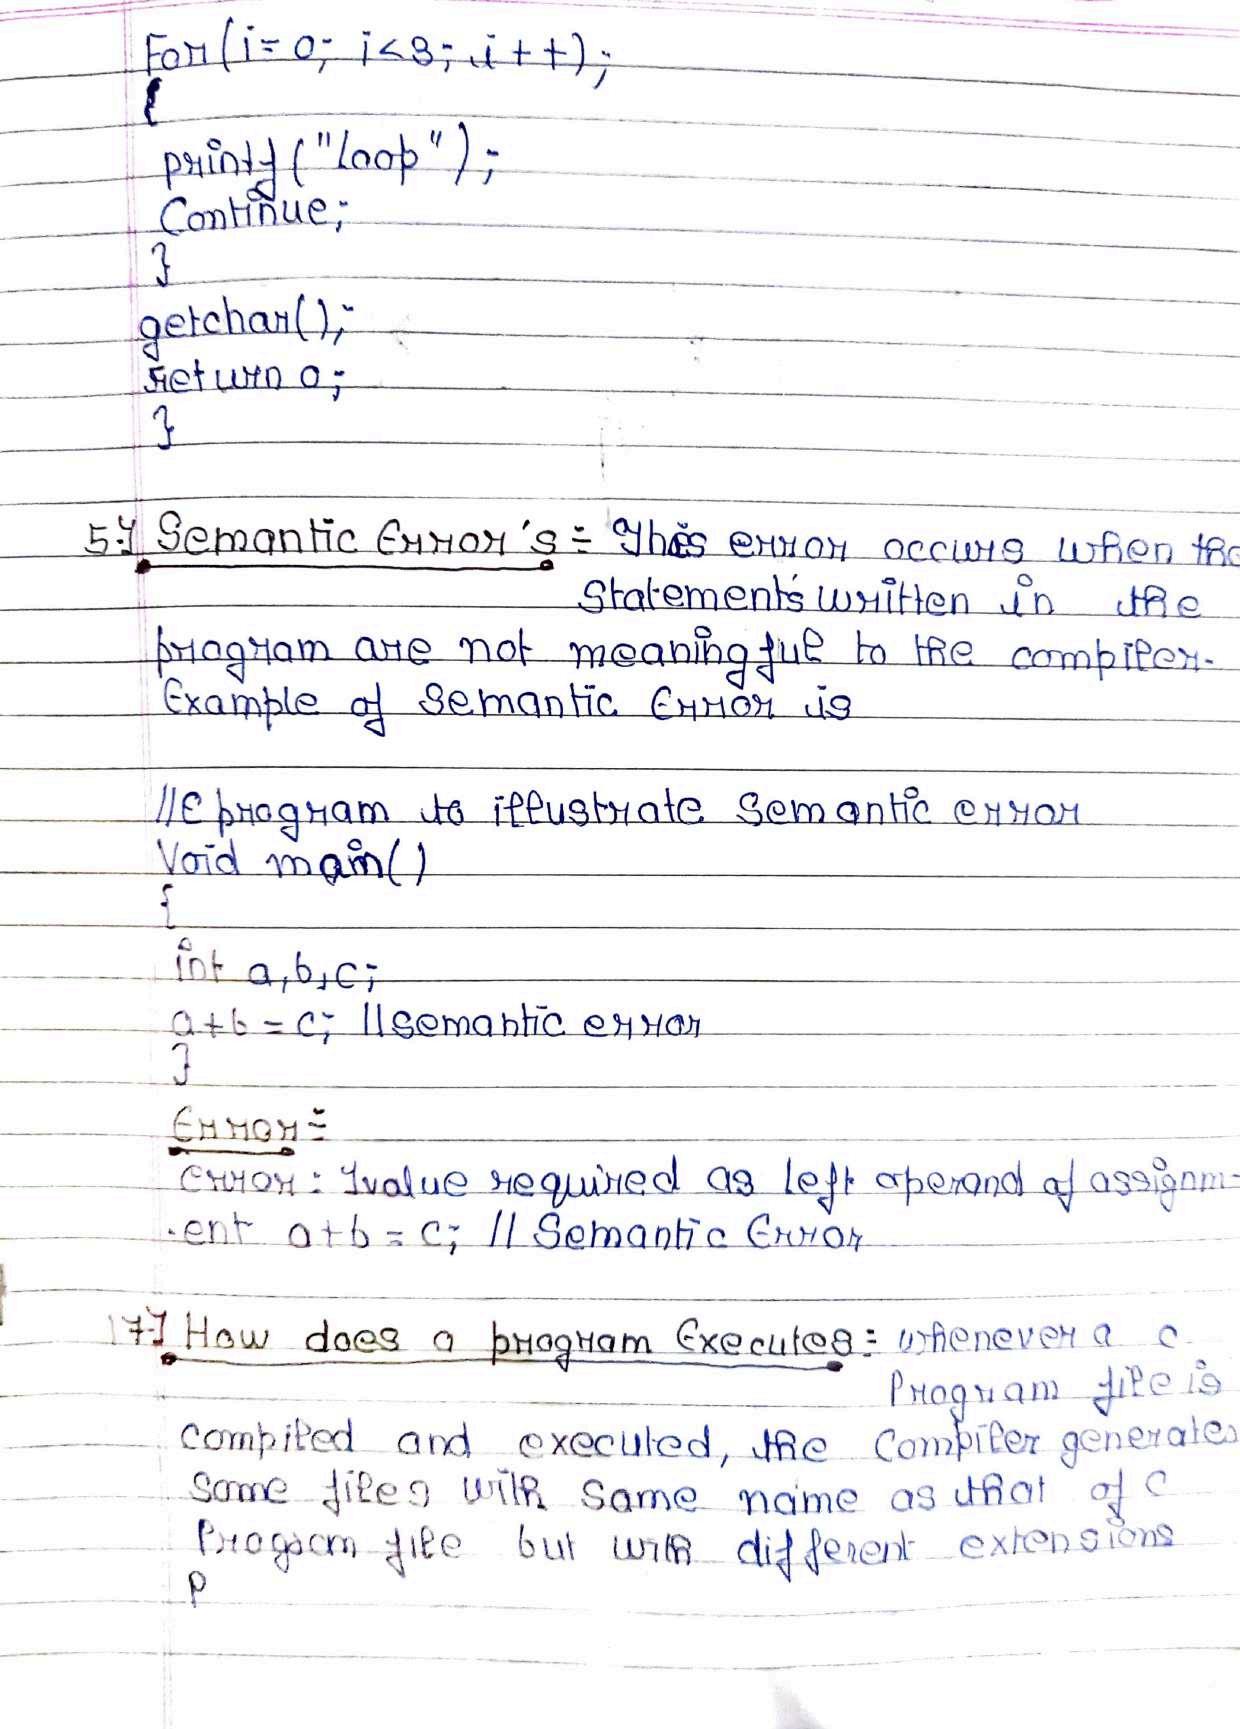 For(i=0; i<3; i++);
{
printf("loop");
Continue;
}
getchar();
return 0;
}
5.] Semantic Error's = This error occurs when the
Statements written in the
program are not meaningful to the compiler.
Example of Semantic Error is
//C program to illustrate Semantic error
Void main()
{
int a,b,c;
a+b = c; //semantic error
}
Error =
error: lvalue required as left operand of assignm-
-ent a+b = c; // Semantic Error
17.] How does a program Executes = whenever a c
Program file is
compiled and executed, the Compiler generates
Some files with same name as that of C
Program file but with different extensions
P